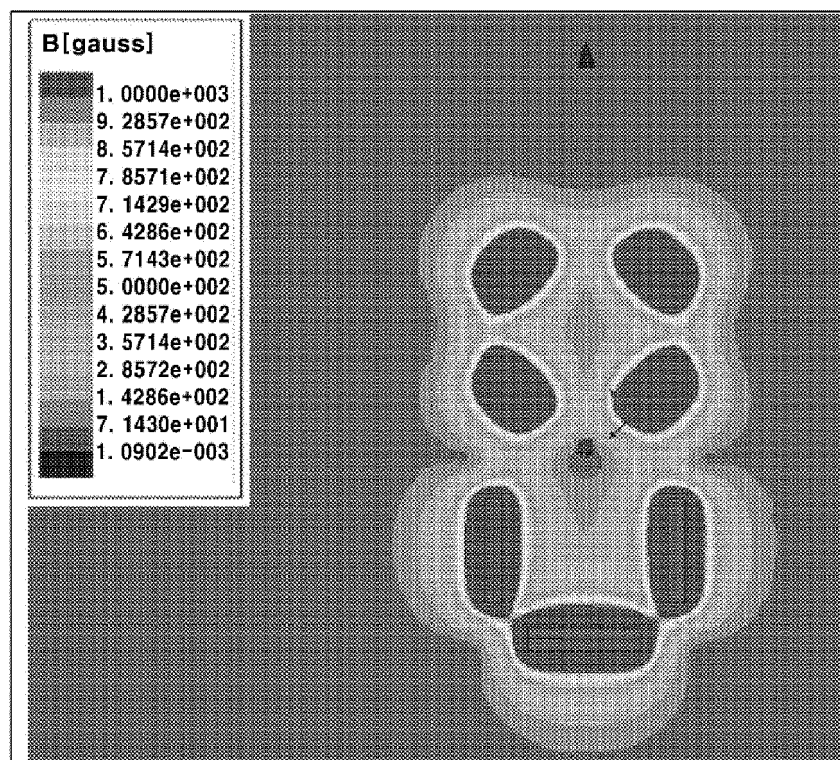 B[gauss]
1. 0000e+003
9. 2857e+002
8. 5714e+002
7. 8571e+002
7. 1429e+002
6. 4286e+002
5. 7143e+002
5. 0000e+002
4. 2857e+002
3. 5714e+002
2. 8572e+002
1. 4286e+002
7. 1430e+001
1. 0902e-003